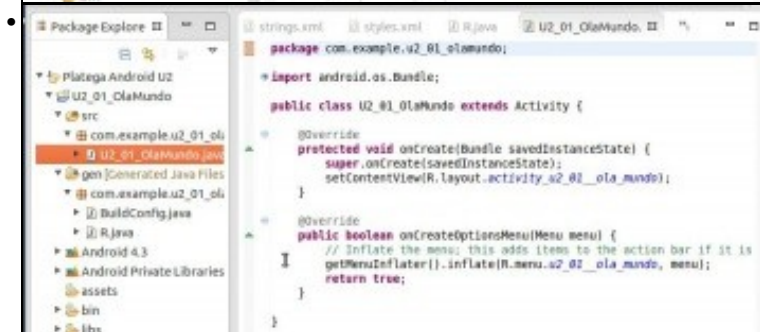 Package Explore
strings.xml
styles.xml
R.java
U2_01_OlaMundo.
Platega Android U2
U2_01_OlaMundo
src
com.example.u2_01_ola
U2_01_OlaMundo.java
gen [Generated Java Files
com.example.u2_01_ola
BuildConfig.java
R.java
Android 4.3
Android Private Libraries
assets
bin
libs
package com.example.u2_01_olamundo;
import android.os.Bundle;
public class U2_01_OlaMundo extends Activity {
@Override
protected void onCreate(Bundle savedInstanceState) {
super.onCreate(savedInstanceState);
setContentView(R.layout.activity_u2_01__ola_mundo);
}
@Override
public boolean onCreateOptionsMenu(Menu menu) {
// Inflate the menu; this adds items to the action bar if it is
getMenuInflater().inflate(R.menu.u2_01__ola_mundo, menu);
return true;
}
}